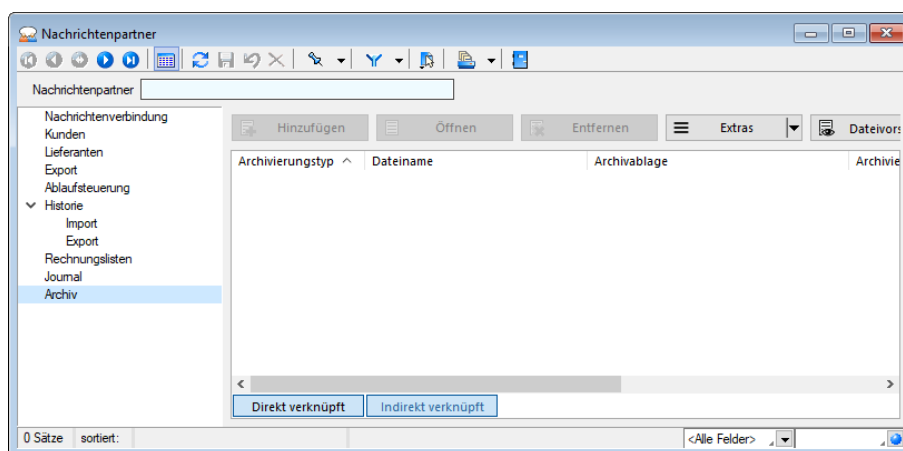 Nachrichtenpartner
Nachrichtenpartner
Nachrichtenverbindung
Kunden
Lieferanten
Export
Ablaufsteuerung
Historie
Import
Export
Rechnungslisten
Journal
Archiv
Hinzufügen Öffnen Entfernen Extras Dateivors
Archivierungstyp Dateiname Archivablage Archivie
Direkt verknüpft Indirekt verknüpft
0 Sätze sortiert: <Alle Felder>